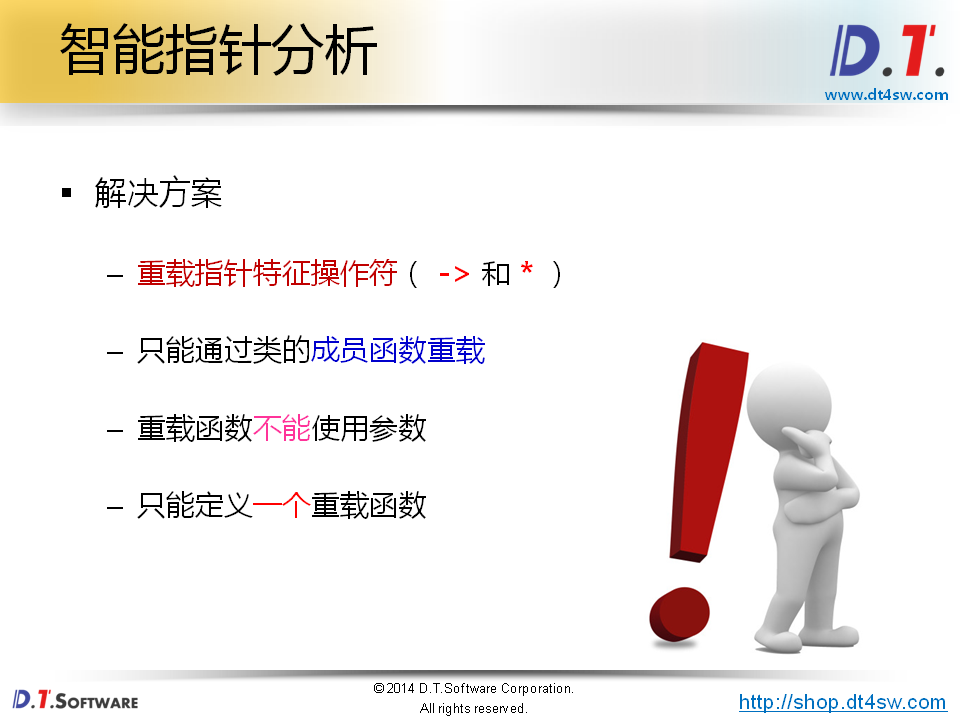 智能指针分析
D.T.
www.dt4sw.com
▪ 解决方案
– 重载指针特征操作符（ -> 和 * ）
– 只能通过类的成员函数重载
– 重载函数不能使用参数
– 只能定义一个重载函数
D.T.SOFTWARE
©2014 D.T.Software Corporation.
All rights reserved.
http://shop.dt4sw.com